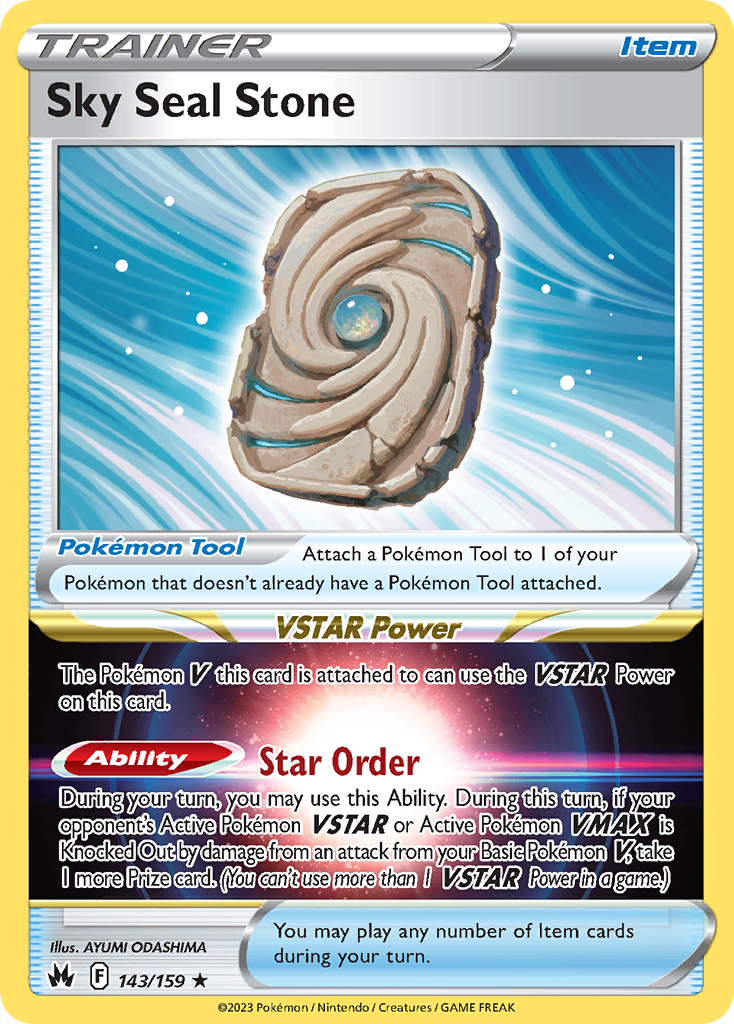 TRAINER
Item
Sky Seal Stone
Pokémon Tool
Attach a Pokémon Tool to 1 of your
Pokémon that doesn't already have a Pokémon Tool attached.
VSTAR Power
The Pokémon V this card is attached to can use the VSTAR Power
on this card.
Ability
Star Order
During your turn, you may use this Ability. During this turn, if your
opponent's Active Pokémon VSTAR or Active Pokémon VMAX is
Knocked Out by damage from an attack from your Basic Pokémon V, take
1 more Prize card. (You can't use more than 1 VSTAR Power in a game.)
You may play any number of Item cards
during your turn.
illus. AYUMI ODASHIMA
F 143/159 ★
©2023 Pokémon / Nintendo / Creatures / GAME FREAK